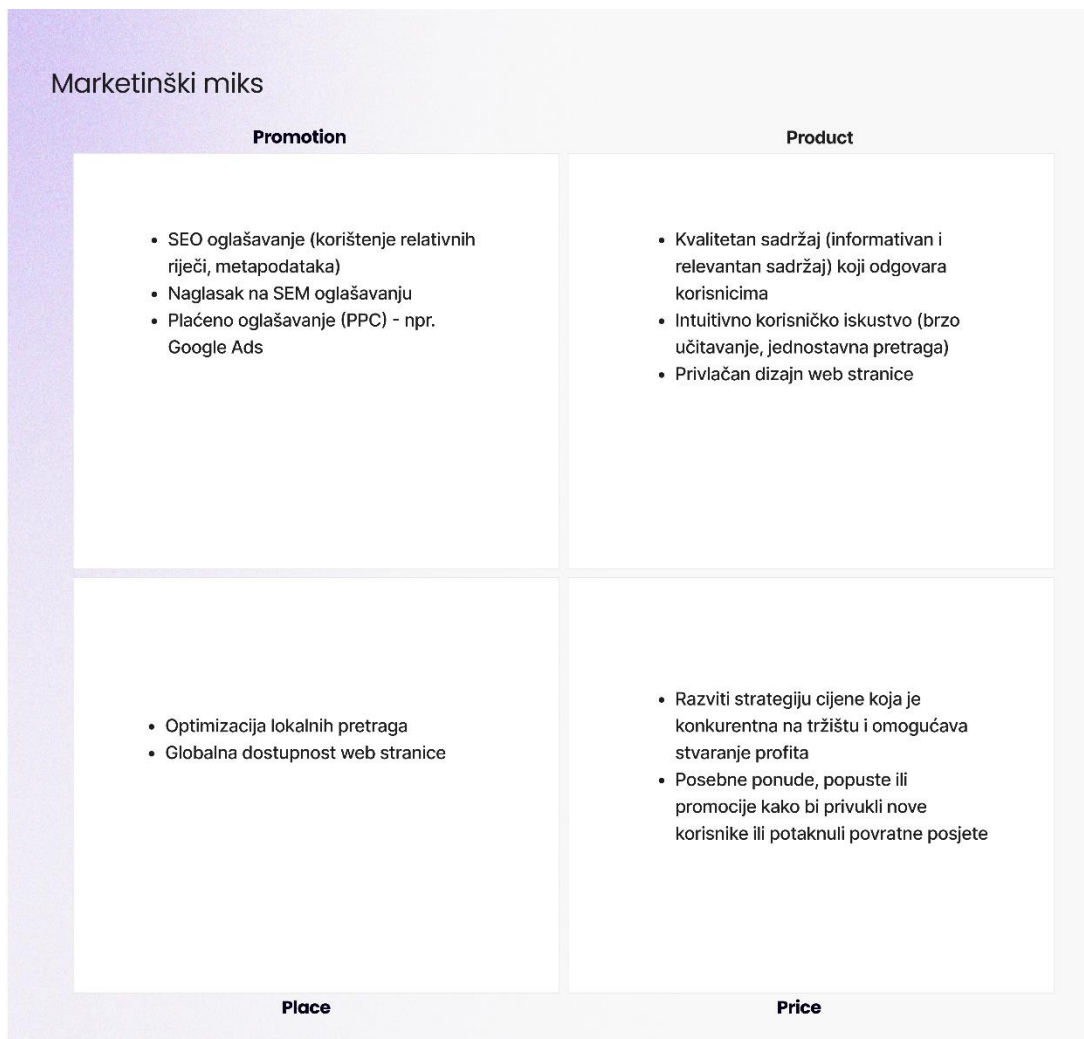 Marketinški miks
Promotion
• SEO oglašavanje (korištenje relativnih
riječi, metapodataka)
• Naglasak na SEM oglašavanju
• Plaćeno oglašavanje (PPC) - npr.
Google Ads
Product
• Kvalitetan sadržaj (informativan i
relevantan sadržaj) koji odgovara
korisnicima
• Intuitivno korisničko iskustvo (brzo
učitavanje, jednostavna pretraga)
• Privlačan dizajn web stranice
• Optimizacija lokalnih pretraga
• Globalna dostupnost web stranice
Place
• Razviti strategiju cijene koja je
konkurentna na tržištu i omogućava
stvaranje profita
• Posebne ponude, popuste ili
promocije kako bi privukli nove
korisnike ili potaknuli povratne posjete
Price